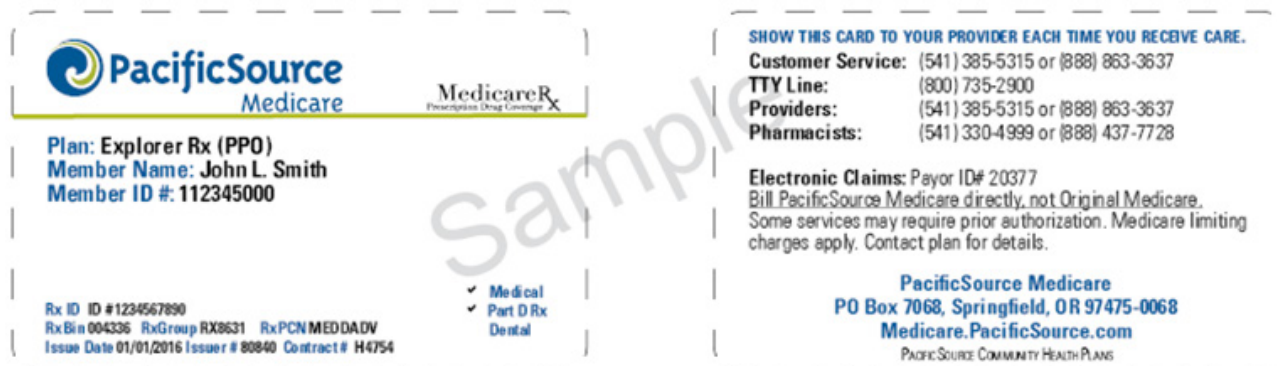 PacificSource
Medicare
MedicareRx
Prescription Drug Coverage
Plan: Explorer Rx (PPO)
Member Name: John L. Smith
Member ID #: 112345000
Rx ID ID #1234567890
RxBin 004336 RxGroup RX8631 RxPCN MEDDADV
Issue Date 01/01/2016 Issuer # 80840 Contract # H4754
✓ Medical
✓ Part D Rx
Dental
Sample
SHOW THIS CARD TO YOUR PROVIDER EACH TIME YOU RECEIVE CARE.
Customer Service: (541) 385-5315 or (888) 863-3637
TTY Line: (800) 735-2900
Providers: (541) 385-5315 or (888) 863-3637
Pharmacists: (541) 330-4999 or (888) 437-7728
Electronic Claims: Payor ID# 20377
Bill PacificSource Medicare directly, not Original Medicare.
Some services may require prior authorization. Medicare limiting
charges apply. Contact plan for details.
PacificSource Medicare
PO Box 7068, Springfield, OR 97475-0068
Medicare.PacificSource.com
PACIFICSOURCE COMMUNITY HEALTH PLANS